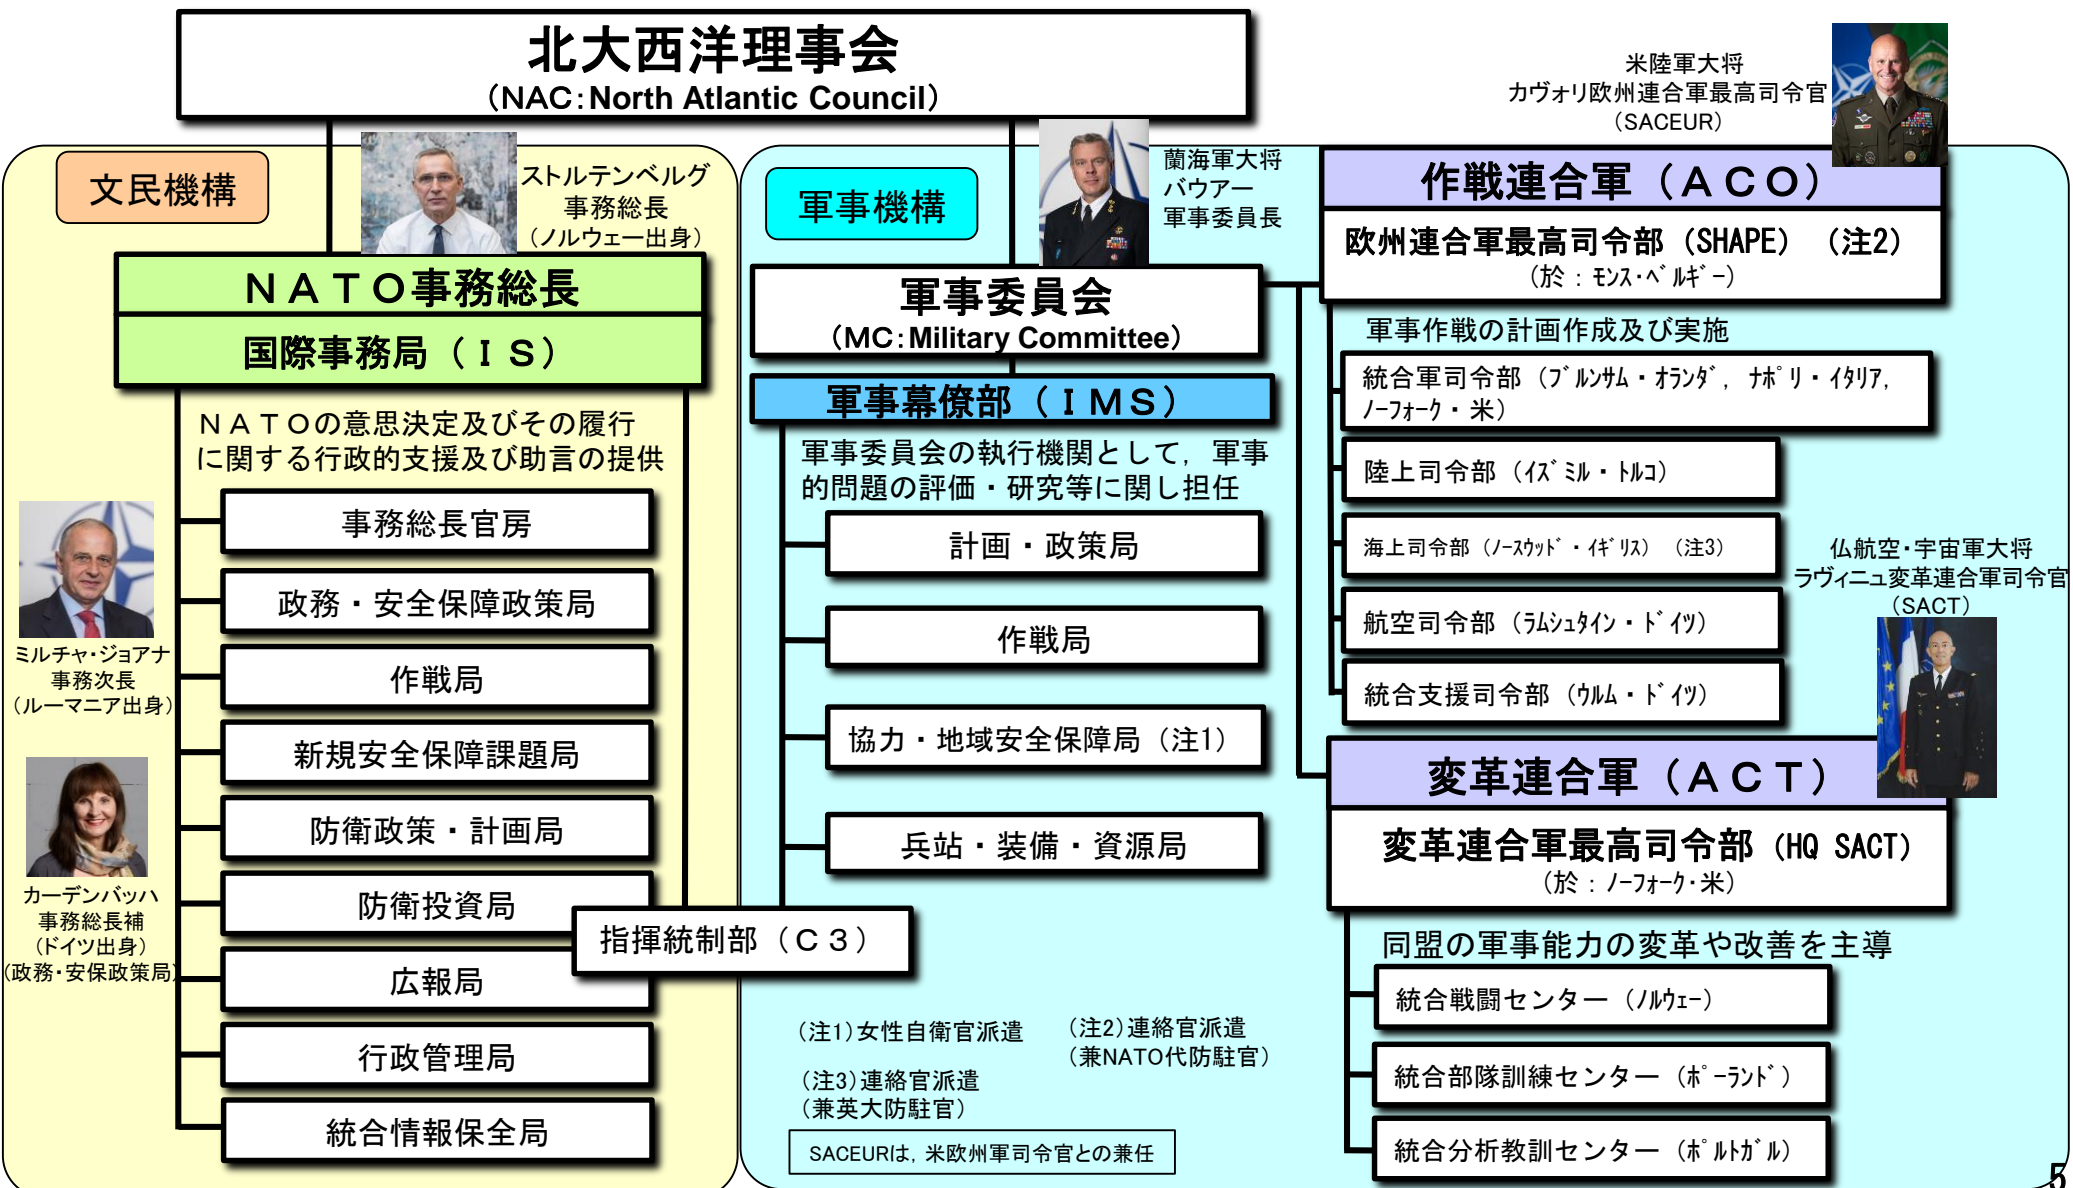 北大西洋理事会
（NAC：North Atlantic Council）
米陸軍大将
カヴォリ欧州連合軍最高司令官
（SACEUR）
文民機構
ストルテンベルグ
事務総長
（ノルウェー出身）
ＮＡＴＯ事務総長
国際事務局（ＩＳ）
ＮＡＴＯの意思決定及びその履行
に関する行政的支援及び助言の提供
事務総長官房
政務・安全保障政策局
作戦局
新規安全保障課題局
防衛政策・計画局
防衛投資局
広報局
行政管理局
統合情報保全局
ミルチャ・ジョアナ
事務次長
（ルーマニア出身）
カーデンバッハ
事務総長補
（ドイツ出身）
（政務・安保政策局）
指揮統制部（Ｃ３）
軍事機構
蘭海軍大将
バウアー
軍事委員長
軍事委員会
（MC：Military Committee）
軍事幕僚部（ＩＭＳ）
軍事委員会の執行機関として，軍事
的問題の評価・研究等に関し担任
計画・政策局
作戦局
協力・地域安全保障局（注1）
兵站・装備・資源局
（注1）女性自衛官派遣
（注2）連絡官派遣
（兼NATO代防駐官）
（注3）連絡官派遣
（兼英大防駐官）
SACEURは，米欧州軍司令官との兼任
作戦連合軍（ＡＣＯ）
欧州連合軍最高司令部（SHAPE）（注2）
（於：ﾓﾝｽ・ﾍﾞﾙｷﾞｰ）
軍事作戦の計画作成及び実施
統合軍司令部（ﾌﾞﾙﾝｻﾑ・ｵﾗﾝﾀﾞ，ﾅﾎﾟﾘ・ｲﾀﾘｱ，
ﾉｰﾌｫｰｸ・米）
陸上司令部（ｲｽﾞﾐﾙ・ﾄﾙｺ）
海上司令部（ﾉｰｽｳｯﾄﾞ・ｲｷﾞﾘｽ）（注3）
航空司令部（ﾗﾑｼｭﾀｲﾝ・ﾄﾞｲﾂ）
統合支援司令部（ｳﾙﾑ・ﾄﾞｲﾂ）
仏航空・宇宙軍大将
ラヴィニュ変革連合軍司令官
（SACT）
変革連合軍（ＡＣＴ）
変革連合軍最高司令部（HQ SACT）
（於：ﾉｰﾌｫｰｸ・米）
同盟の軍事能力の変革や改善を主導
統合戦闘センター（ﾉﾙｳｪｰ）
統合部隊訓練センター（ﾎﾟｰﾗﾝﾄﾞ）
統合分析教訓センター（ﾎﾟﾙﾄｶﾞﾙ）
5